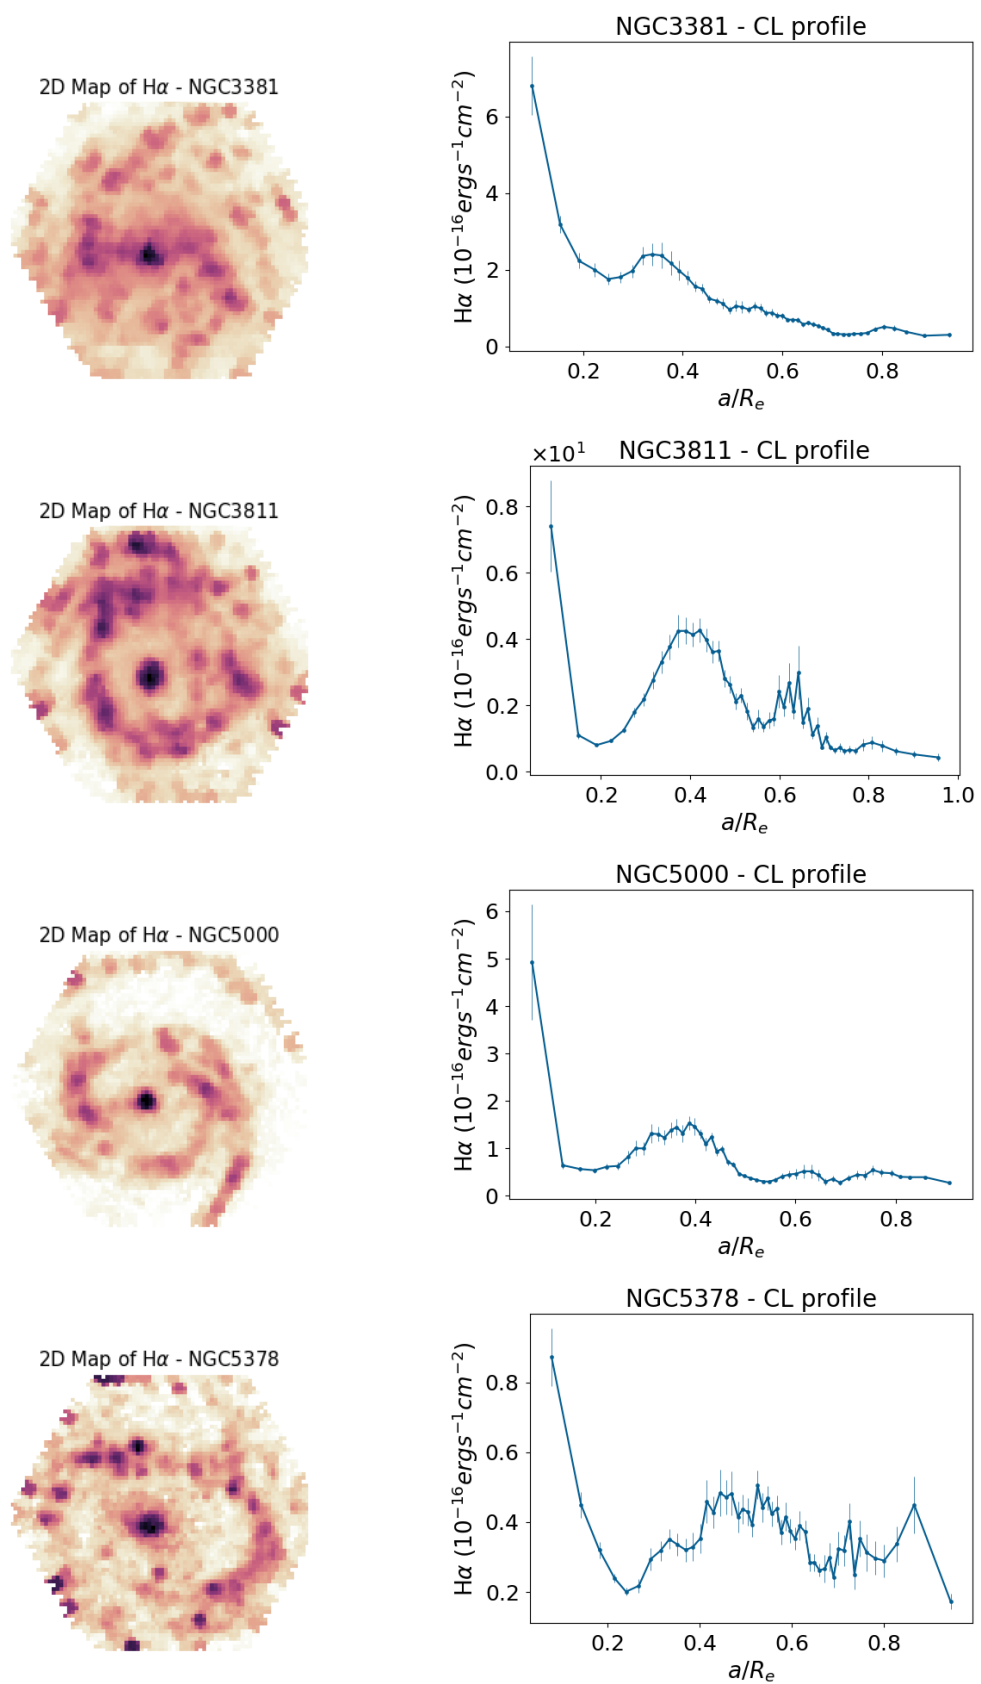 NGC3381 - CL profile
2D Map of Hα - NGC3381
Hα (10⁻¹⁶ergs⁻¹cm⁻²)
6
4
2
0
0.2 0.4 0.6 0.8
a/Rₑ
×10¹ NGC3811 - CL profile
2D Map of Hα - NGC3811
Hα (10⁻¹⁶ergs⁻¹cm⁻²)
0.8
0.6
0.4
0.2
0.0
0.2 0.4 0.6 0.8 1.0
a/Rₑ
NGC5000 - CL profile
2D Map of Hα - NGC5000
Hα (10⁻¹⁶ergs⁻¹cm⁻²)
6
5
4
3
2
1
0
0.2 0.4 0.6 0.8
a/Rₑ
NGC5378 - CL profile
2D Map of Hα - NGC5378
Hα (10⁻¹⁶ergs⁻¹cm⁻²)
0.8
0.6
0.4
0.2
0.2 0.4 0.6 0.8
a/Rₑ